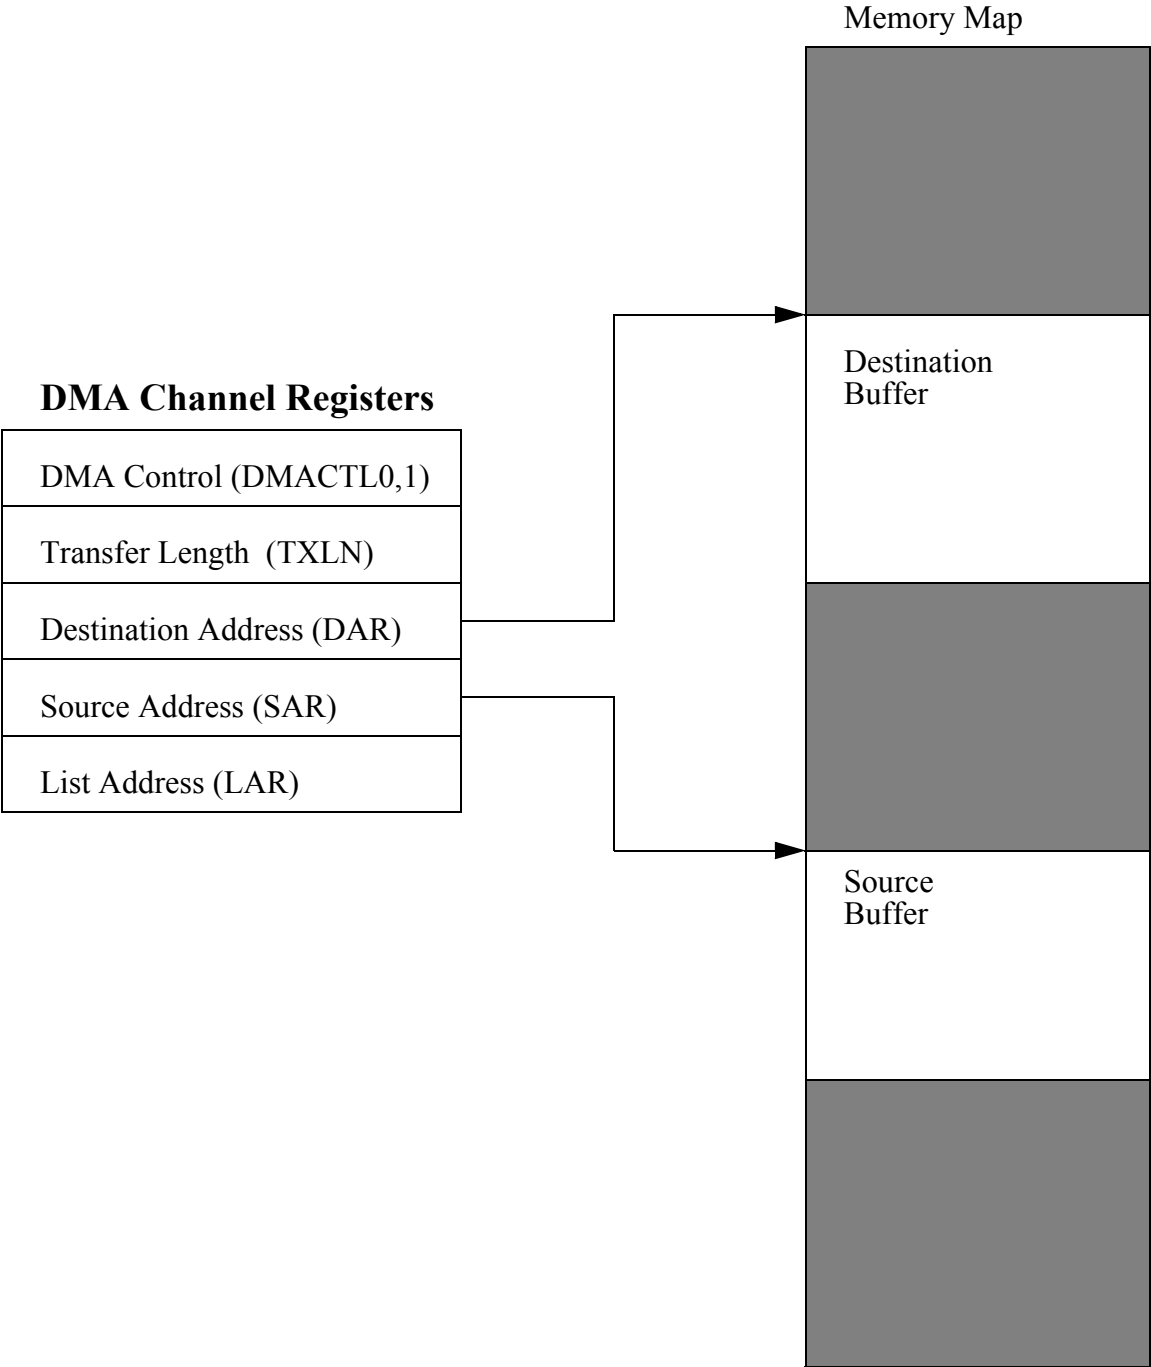 Memory Map
Destination
Buffer
DMA Channel Registers
DMA Control (DMACTL0,1)
Transfer Length (TXLN)
Destination Address (DAR)
Source Address (SAR)
List Address (LAR)
Source
Buffer